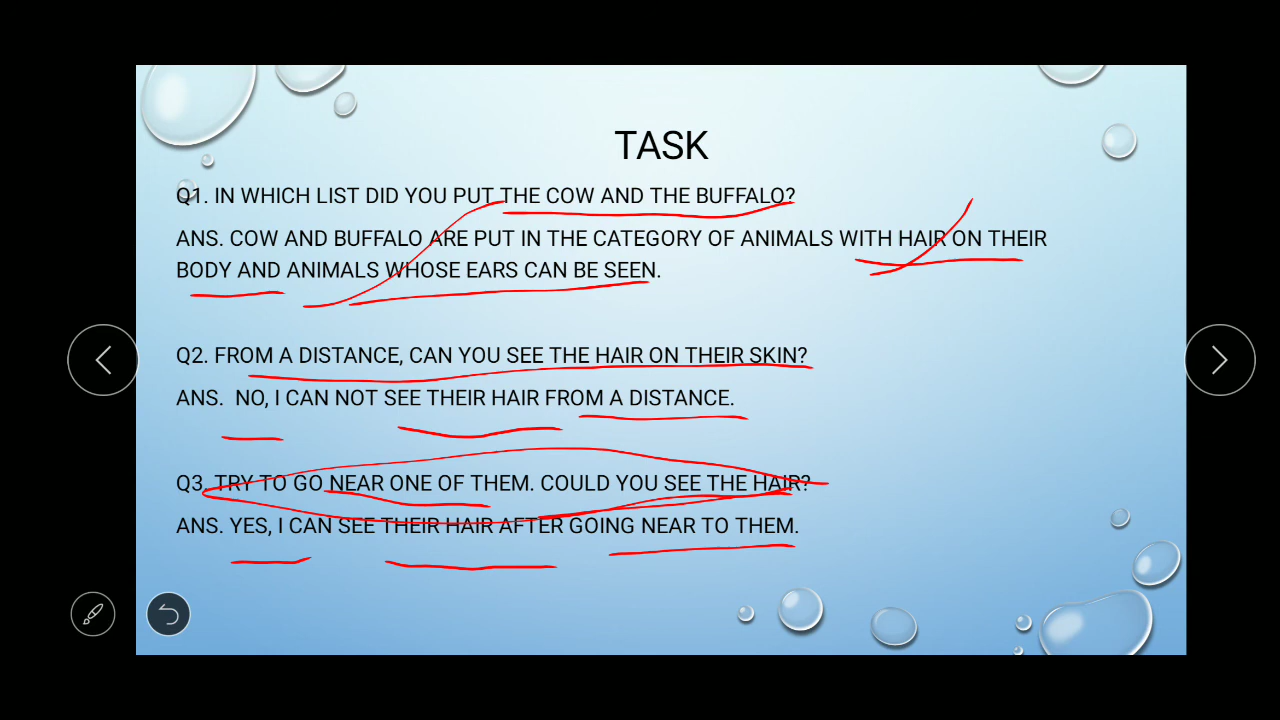 TASK
Q1. IN WHICH LIST DID YOU PUT THE COW AND THE BUFFALO?
ANS. COW AND BUFFALO ARE PUT IN THE CATEGORY OF ANIMALS WITH HAIR ON THEIR
BODY AND ANIMALS WHOSE EARS CAN BE SEEN.
Q2. FROM A DISTANCE, CAN YOU SEE THE HAIR ON THEIR SKIN?
ANS. NO, I CAN NOT SEE THEIR HAIR FROM A DISTANCE.
Q3. TRY TO GO NEAR ONE OF THEM. COULD YOU SEE THE HAIR?
ANS. YES, I CAN SEE THEIR HAIR AFTER GOING NEAR TO THEM.